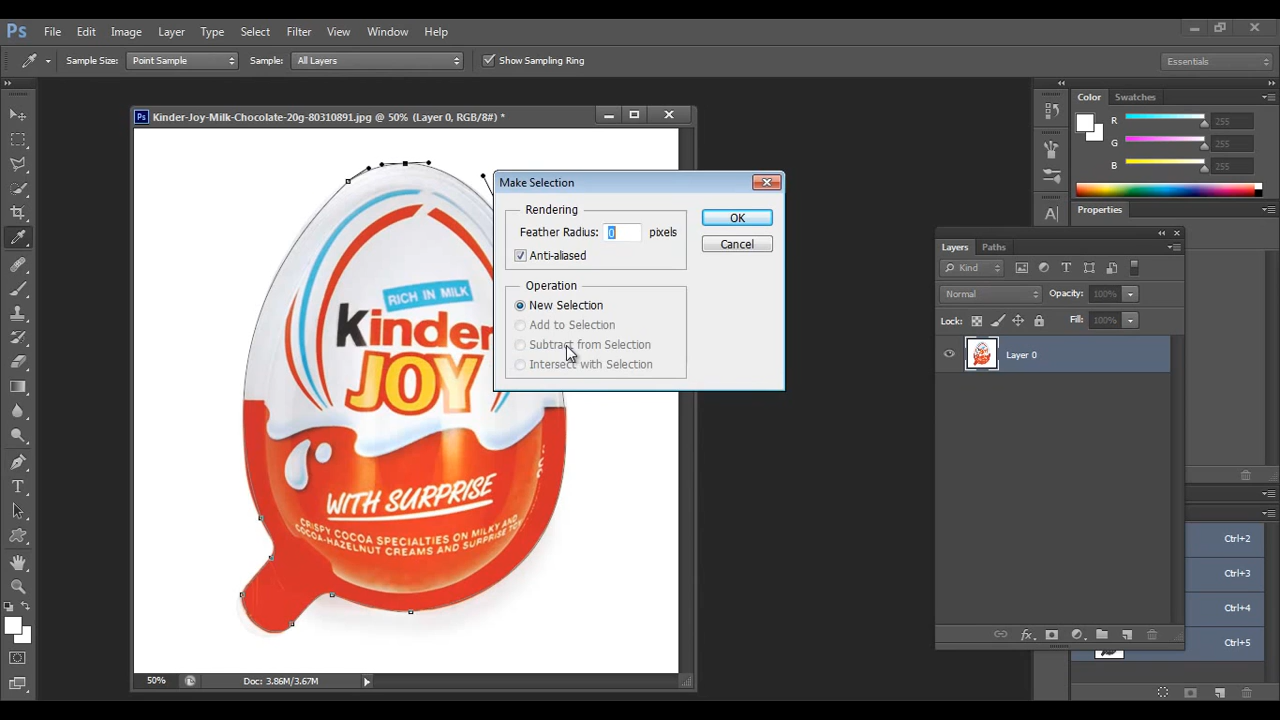 Ps File Edit Image Layer Type Select Filter View Window Help
Sample Size: Point Sample Sample: All Layers Show Sampling Ring Essentials
Ps Kinder-Joy-Milk-Chocolate-20g-80310891.jpg @ 50% (Layer 0, RGB/8#) *
Color Swatches
R 255
G 255
B 255
Properties
Make Selection
Rendering
Feather Radius: 0 pixels
Anti-aliased
OK
Cancel
Operation
New Selection
Add to Selection
Subtract from Selection
Intersect with Selection
RICH IN MILK
kinder
JOY
WITH SURPRISE
CRISPY COCOA SPECIALTIES ON MILKY AND
COCOA-HAZELNUT CREAMS AND SURPRISE TOY
Layers Paths
Kind
Normal Opacity: 100%
Lock: Fill: 100%
Layer 0
fx
Ctrl+2
Ctrl+3
Ctrl+4
Ctrl+5
50% Doc: 3.86M/3.67M